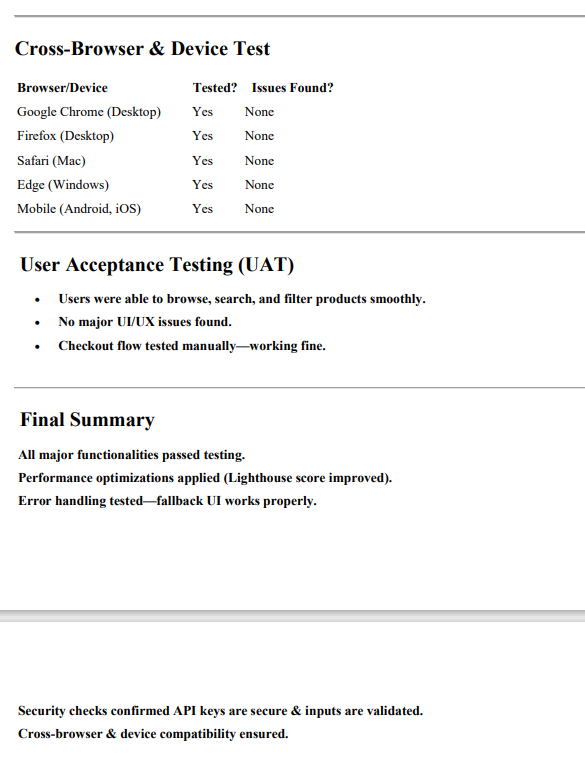 Cross-Browser & Device Test
Browser/Device Tested? Issues Found?
Google Chrome (Desktop) Yes None
Firefox (Desktop) Yes None
Safari (Mac) Yes None
Edge (Windows) Yes None
Mobile (Android, iOS) Yes None
User Acceptance Testing (UAT)
• Users were able to browse, search, and filter products smoothly.
• No major UI/UX issues found.
• Checkout flow tested manually—working fine.
Final Summary
All major functionalities passed testing.
Performance optimizations applied (Lighthouse score improved).
Error handling tested—fallback UI works properly.
Security checks confirmed API keys are secure & inputs are validated.
Cross-browser & device compatibility ensured.